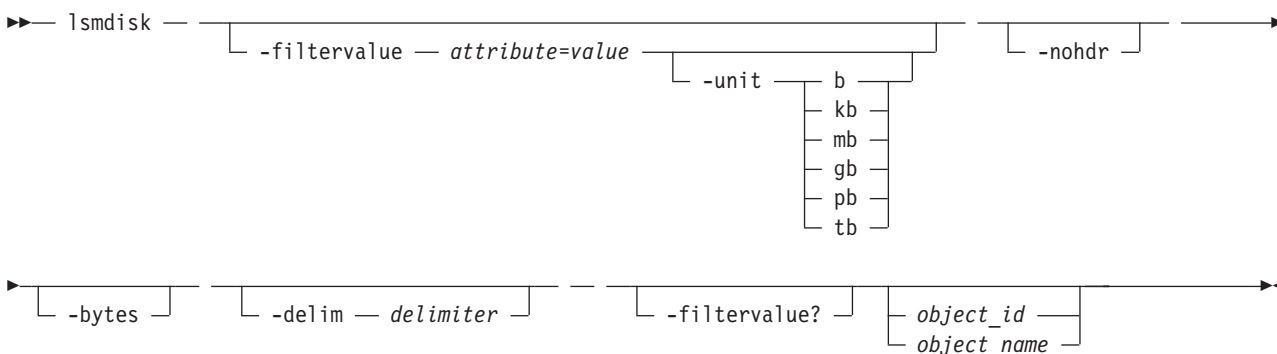 lsmdisk
-filtervalue attribute=value -nohdr
-unit b
kb
mb
gb
pb
tb
-bytes -delim delimiter -filtervalue? object_id
object_name